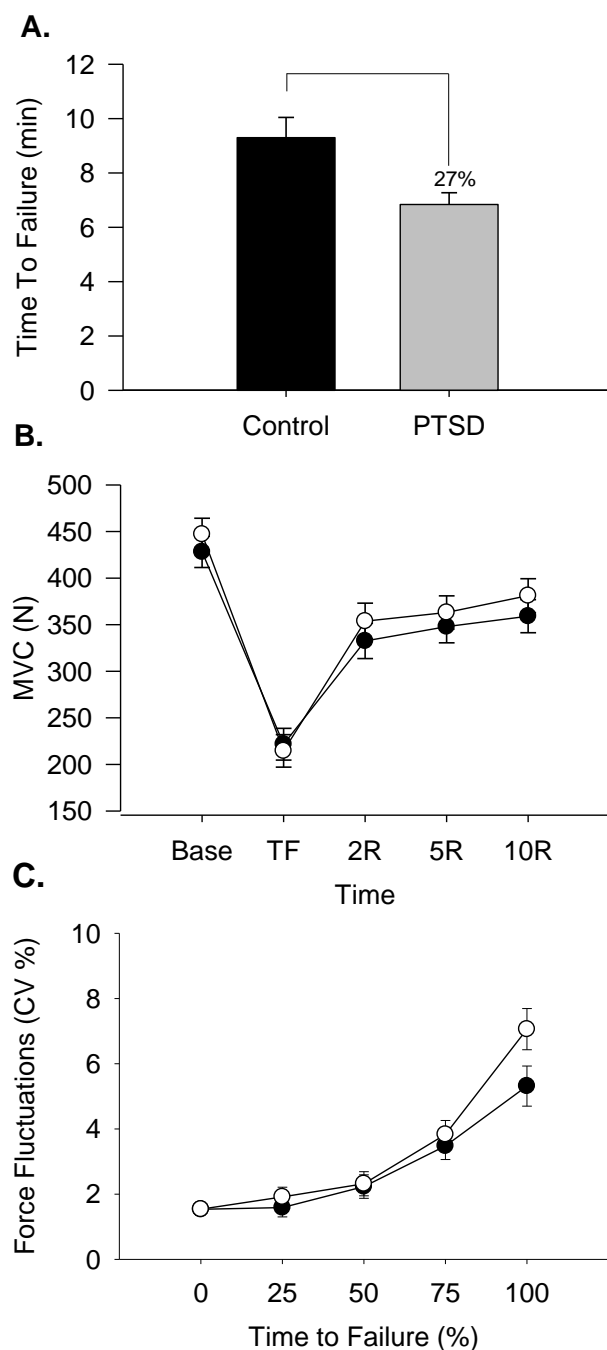 A.
Time To Failure (min)
12
10
8
6
4
2
0
27%
Control PTSD
B.
MVC (N)
500
450
400
350
300
250
200
150
Base TF 2R 5R 10R
Time
C.
Force Fluctuations (CV %)
10
8
6
4
2
0
0 25 50 75 100
Time to Failure (%)